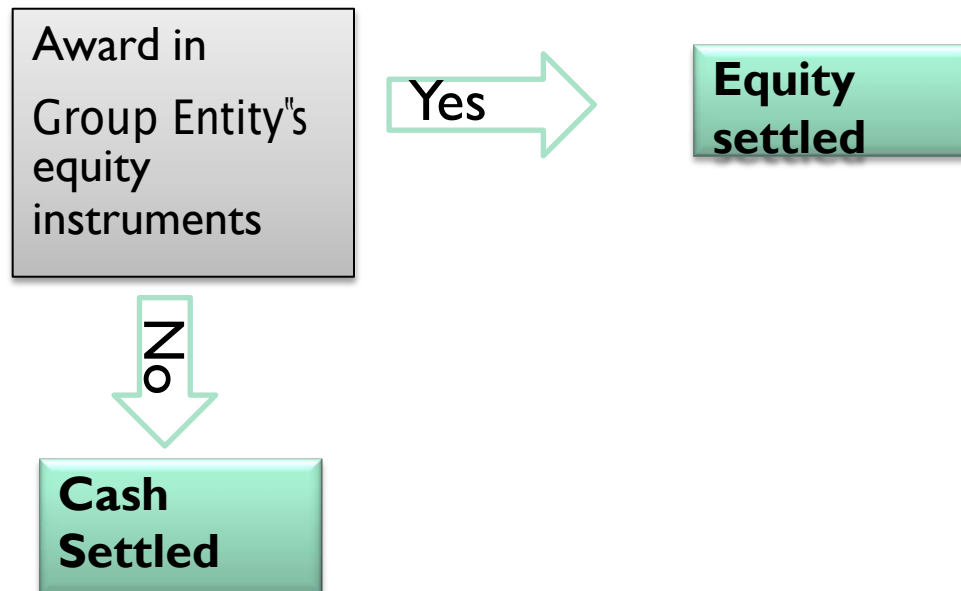 Award in
Group Entity‟s
equity
instruments
Yes
Equity
settled
No
Cash
Settled